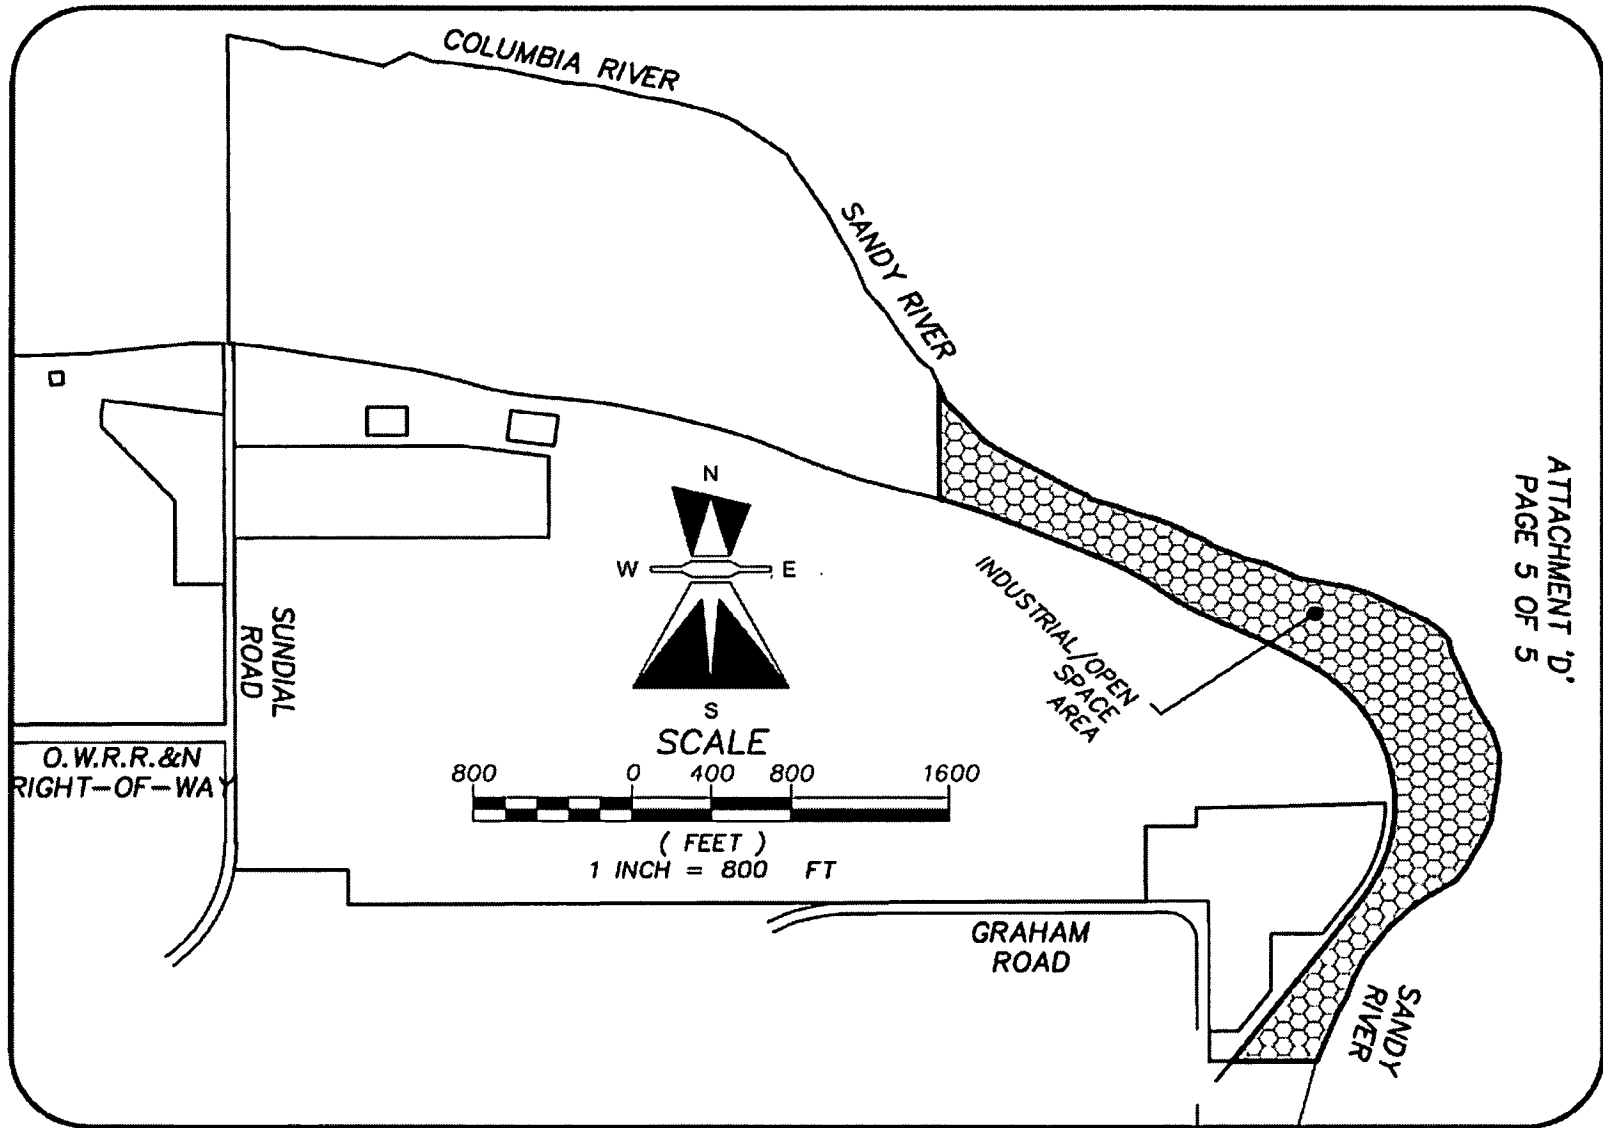 COLUMBIA RIVER
SANDY RIVER
ATTACHMENT 'D'
PAGE 5 OF 5
N
W E
S
INDUSTRIAL/OPEN
SPACE
AREA
SUNDIAL
ROAD
O.W.R.R.&N
RIGHT-OF-WAY
SCALE
800 0 400 800 1600
( FEET )
1 INCH = 800 FT
GRAHAM
ROAD
SANDY
RIVER